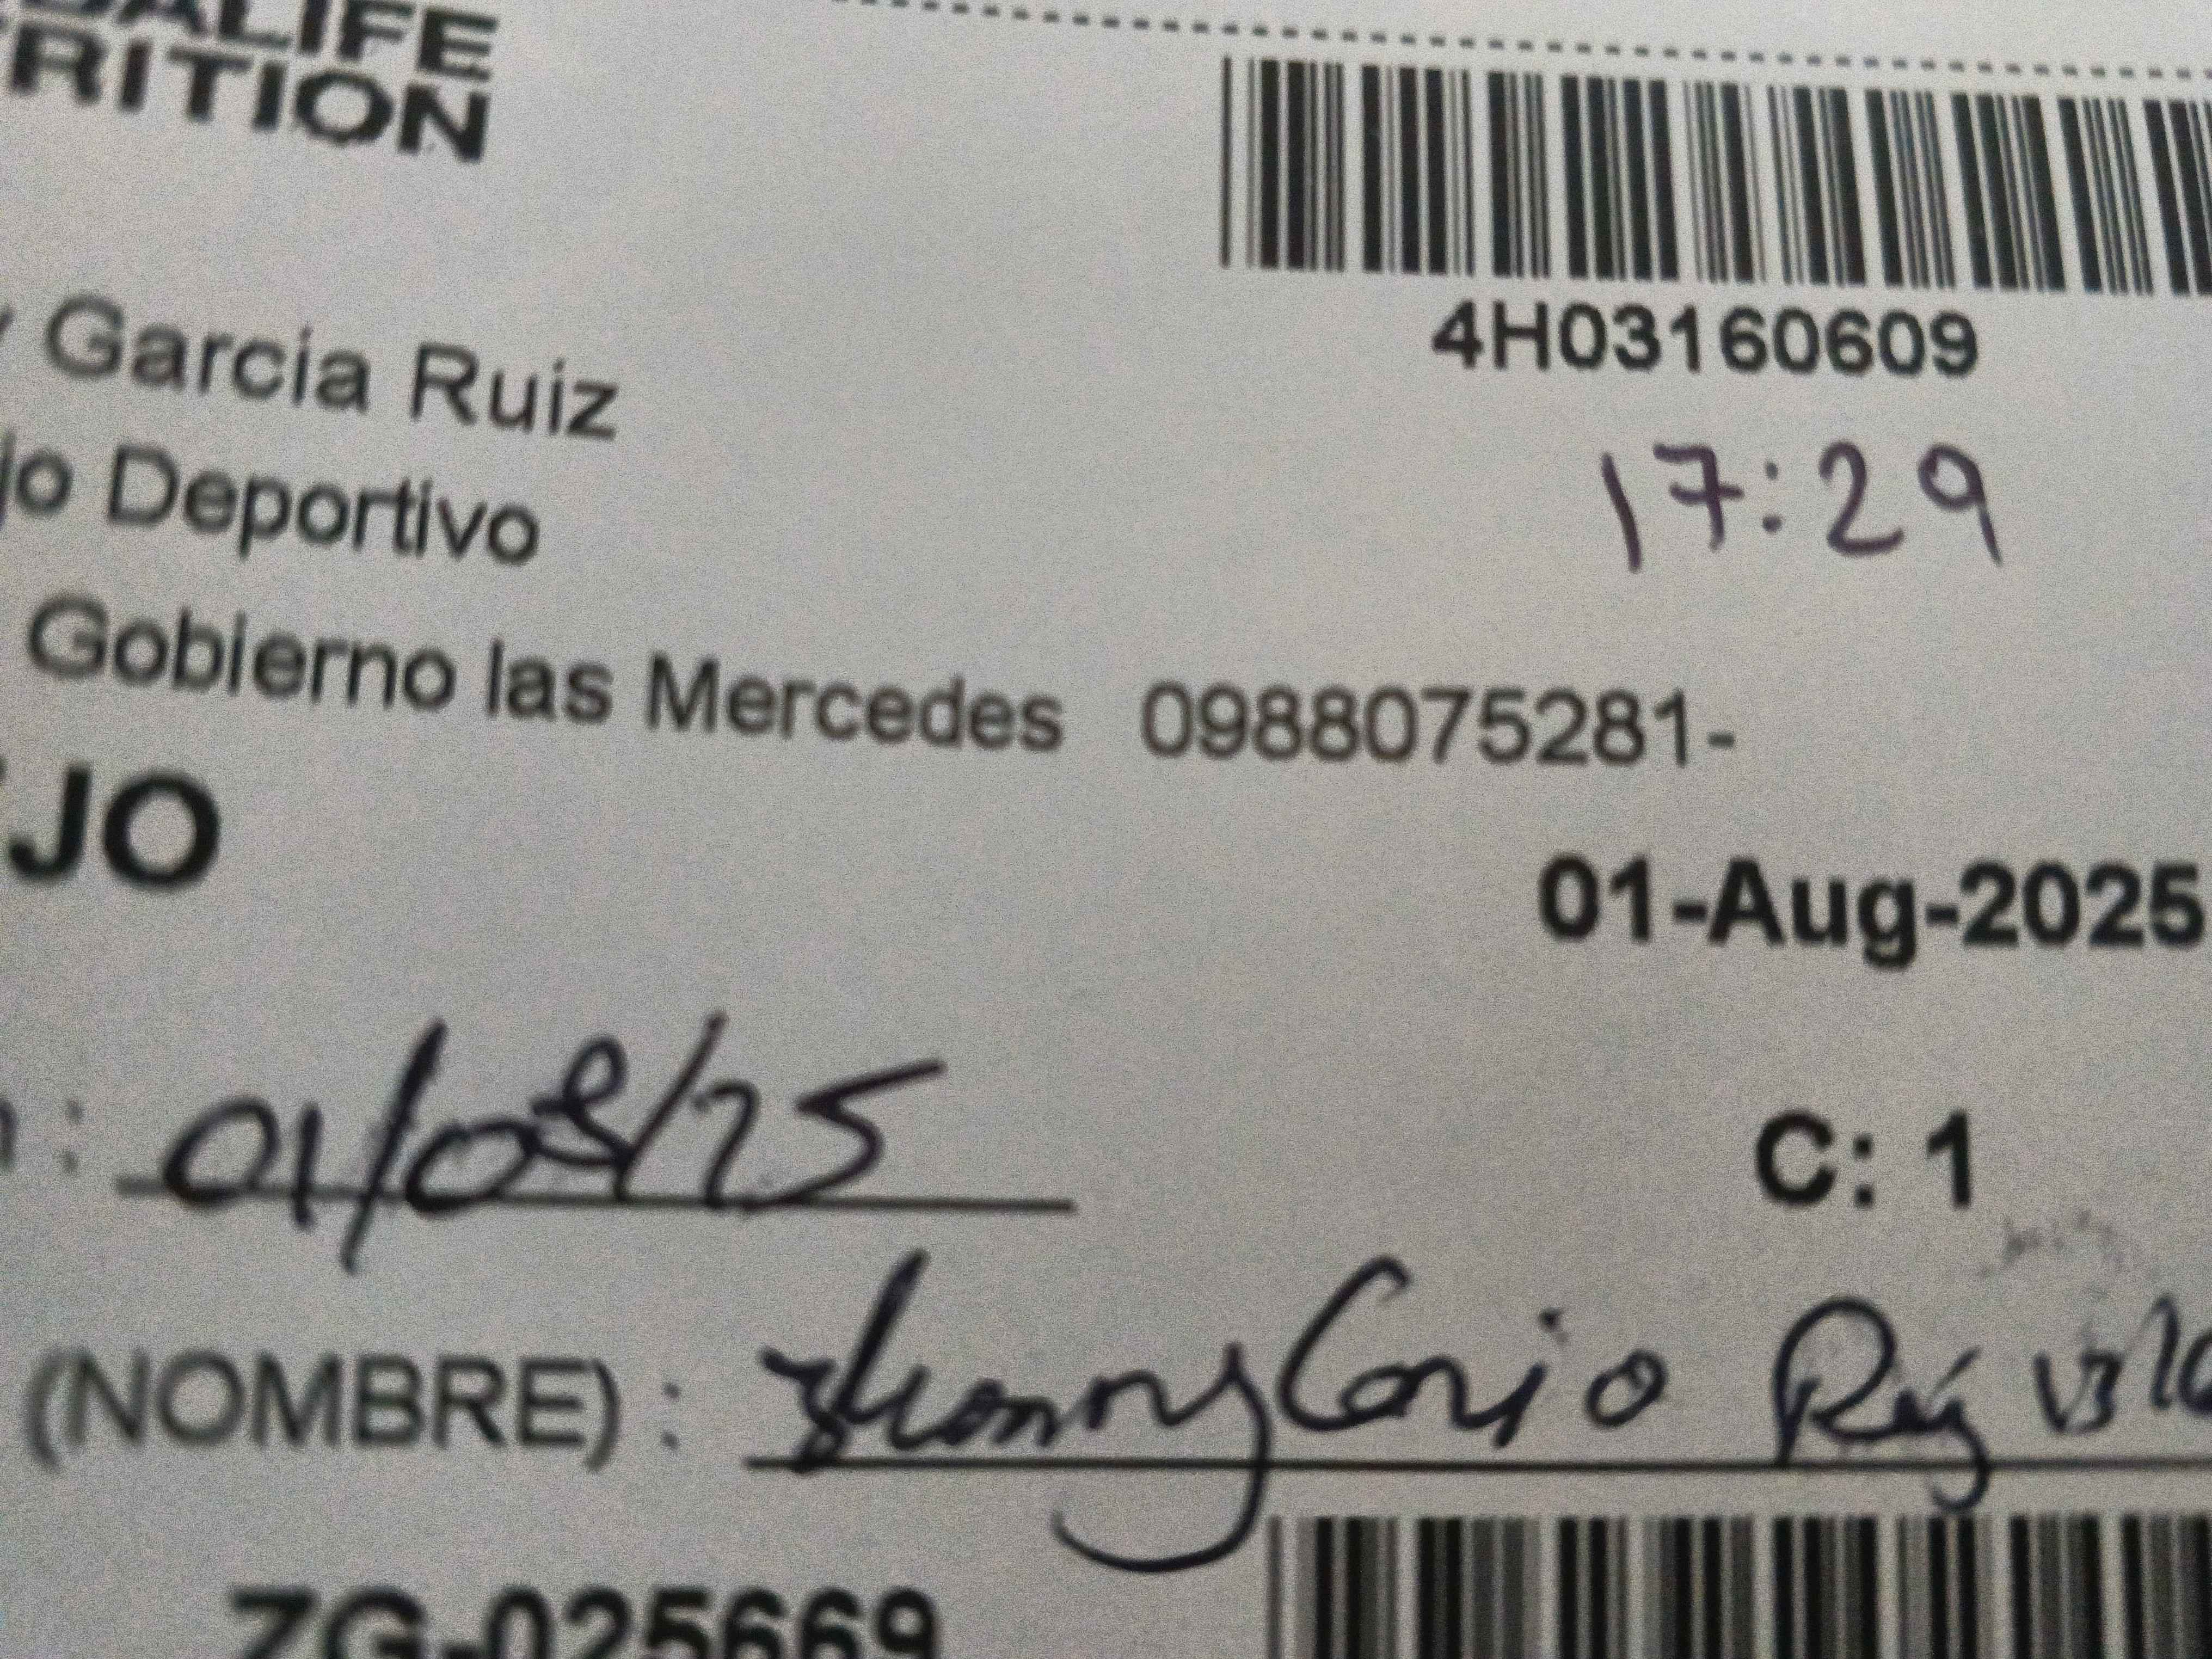 ALIFE
RITION
4H03160609
17:29
Garcia Ruiz
jo Deportivo
Gobierno las Mercedes 0988075281-
JO
01-Aug-2025
: 01/08/25
C: 1
(NOMBRE) :
ZG-025669